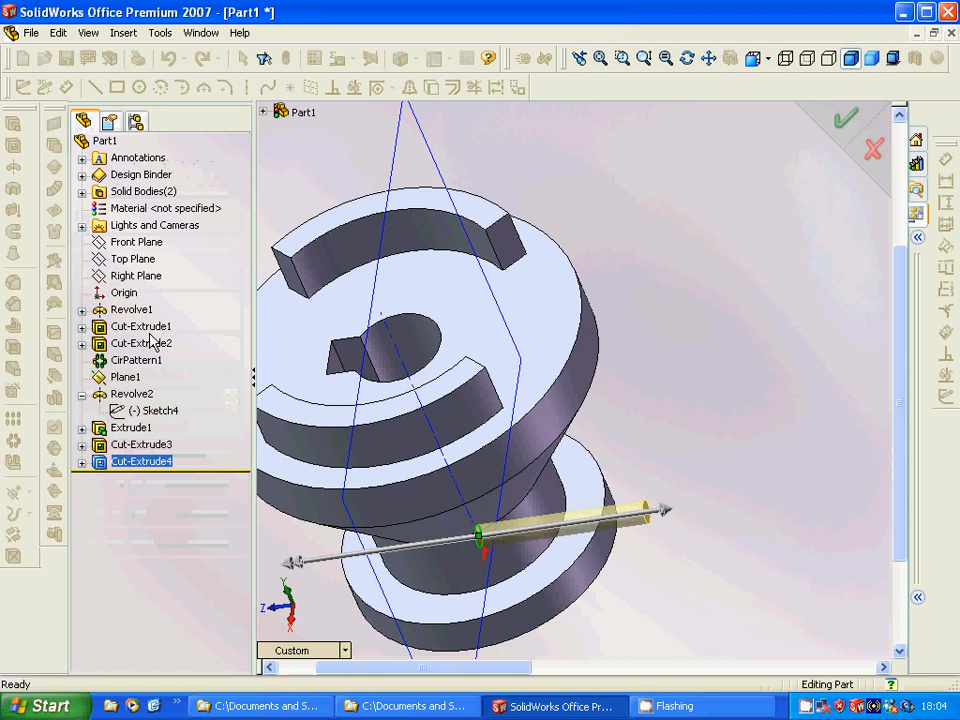 SolidWorks Office Premium 2007 - [Part1 *]
File Edit View Insert Tools Window Help
Part1
Annotations
Design Binder
Solid Bodies(2)
Material <not specified>
Lights and Cameras
Front Plane
Top Plane
Right Plane
Origin
Revolve1
Cut-Extrude1
Cut-Extrude2
CirPattern1
Plane1
Revolve2
(-) Sketch4
Extrude1
Cut-Extrude3
Cut-Extrude4
Part1
Y
Z
X
Custom
Ready
Editing Part
Start
C:\Documents and S...
C:\Documents and S...
SolidWorks Office Pr...
Flashing
18:04